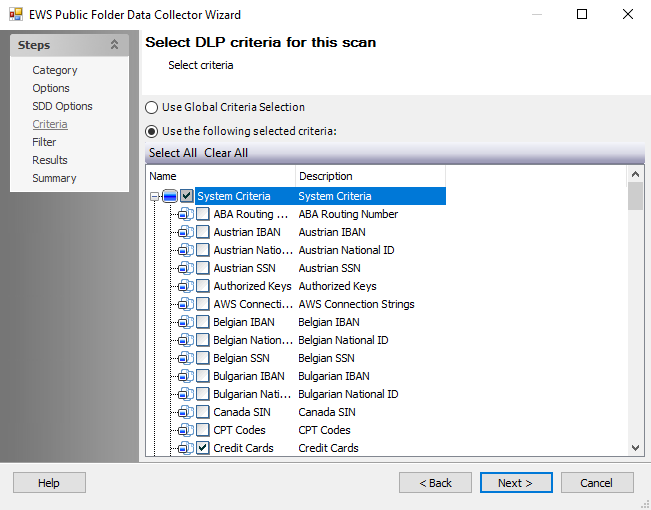 EWS Public Folder Data Collector Wizard
Steps
Category
Options
SDD Options
Criteria
Filter
Results
Summary
Select DLP criteria for this scan
Select criteria
Use Global Criteria Selection
Use the following selected criteria:
Select All Clear All
Name Description
System Criteria System Criteria
ABA Routing ... ABA Routing Number
Austrian IBAN Austrian IBAN
Austrian Natio... Austrian National ID
Austrian SSN Austrian SSN
Authorized Keys Authorized Keys
AWS Connecti... AWS Connection Strings
Belgian IBAN Belgian IBAN
Belgian Nation... Belgian National ID
Belgian SSN Belgian SSN
Bulgarian IBAN Bulgarian IBAN
Bulgarian Nati... Bulgarian National ID
Canada SIN Canada SIN
CPT Codes CPT Codes
Credit Cards Credit Cards
Help < Back Next > Cancel